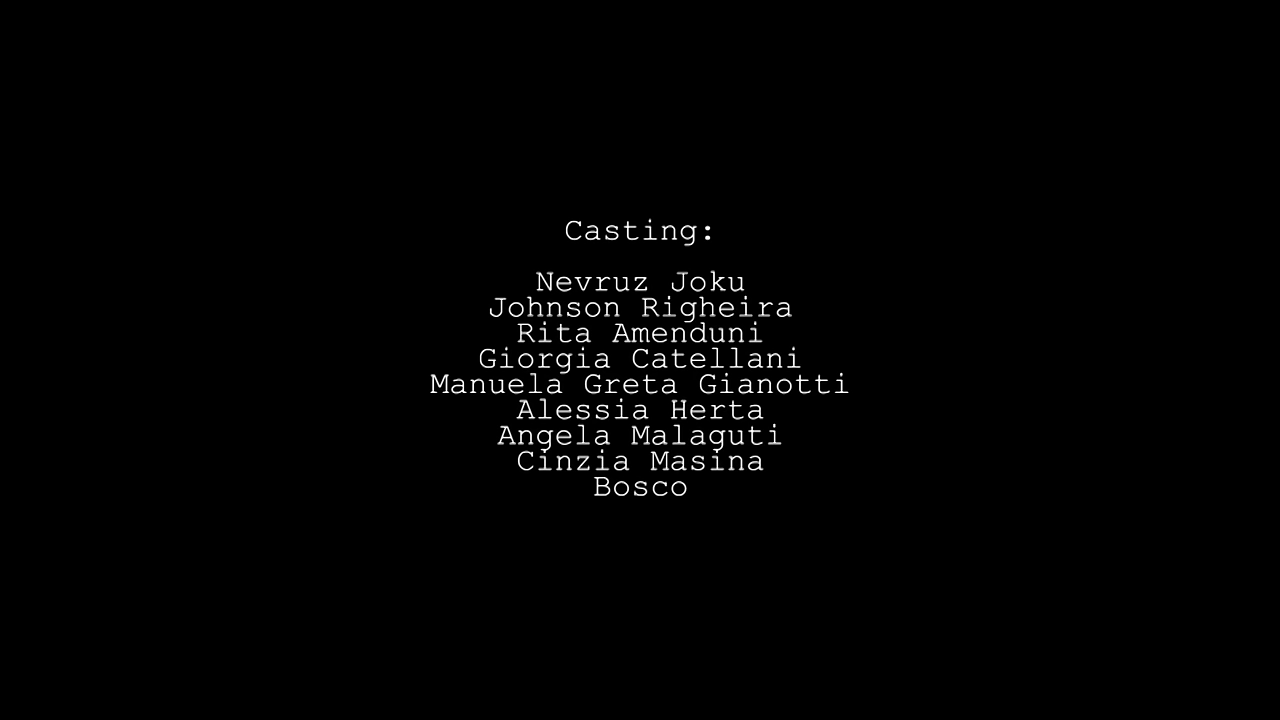 Casting:
Nevruz Joku
Johnson Righeira
Rita Amenduni
Giorgia Catellani
Manuela Greta Gianotti
Alessia Herta
Angela Malaguti
Cinzia Masina
Bosco